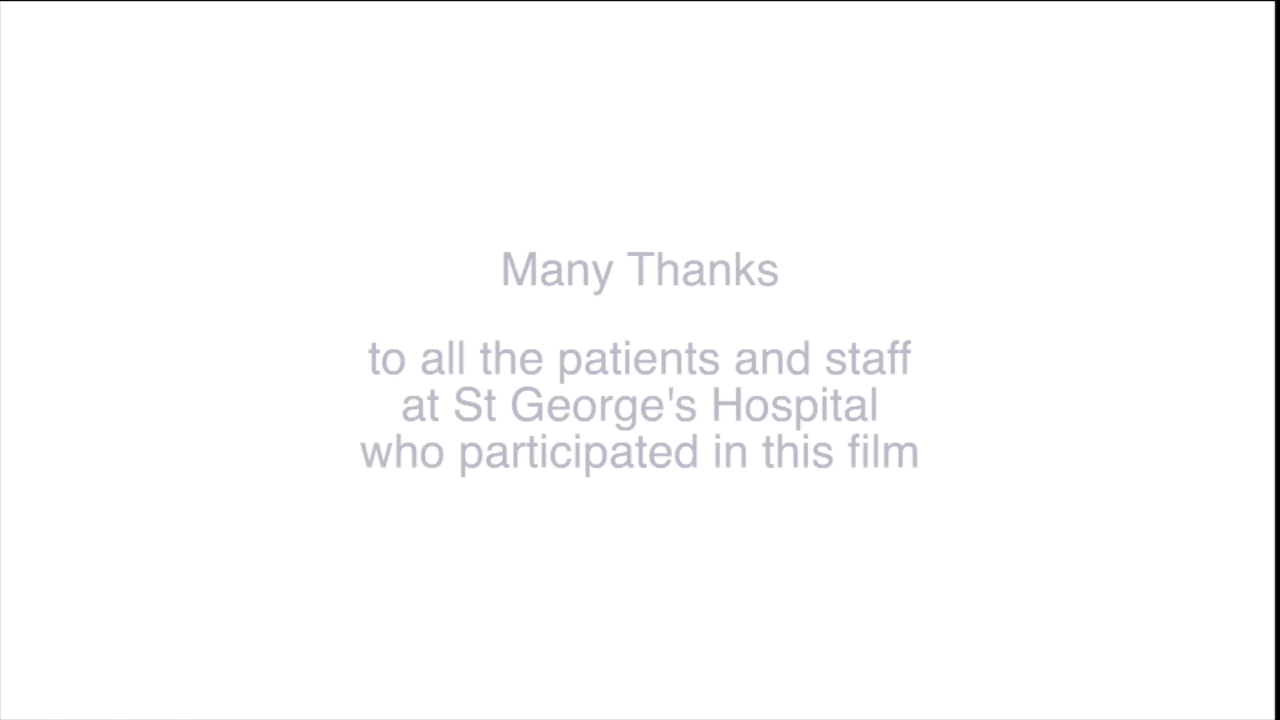 Many Thanks
to all the patients and staff
at St George's Hospital
who participated in this film